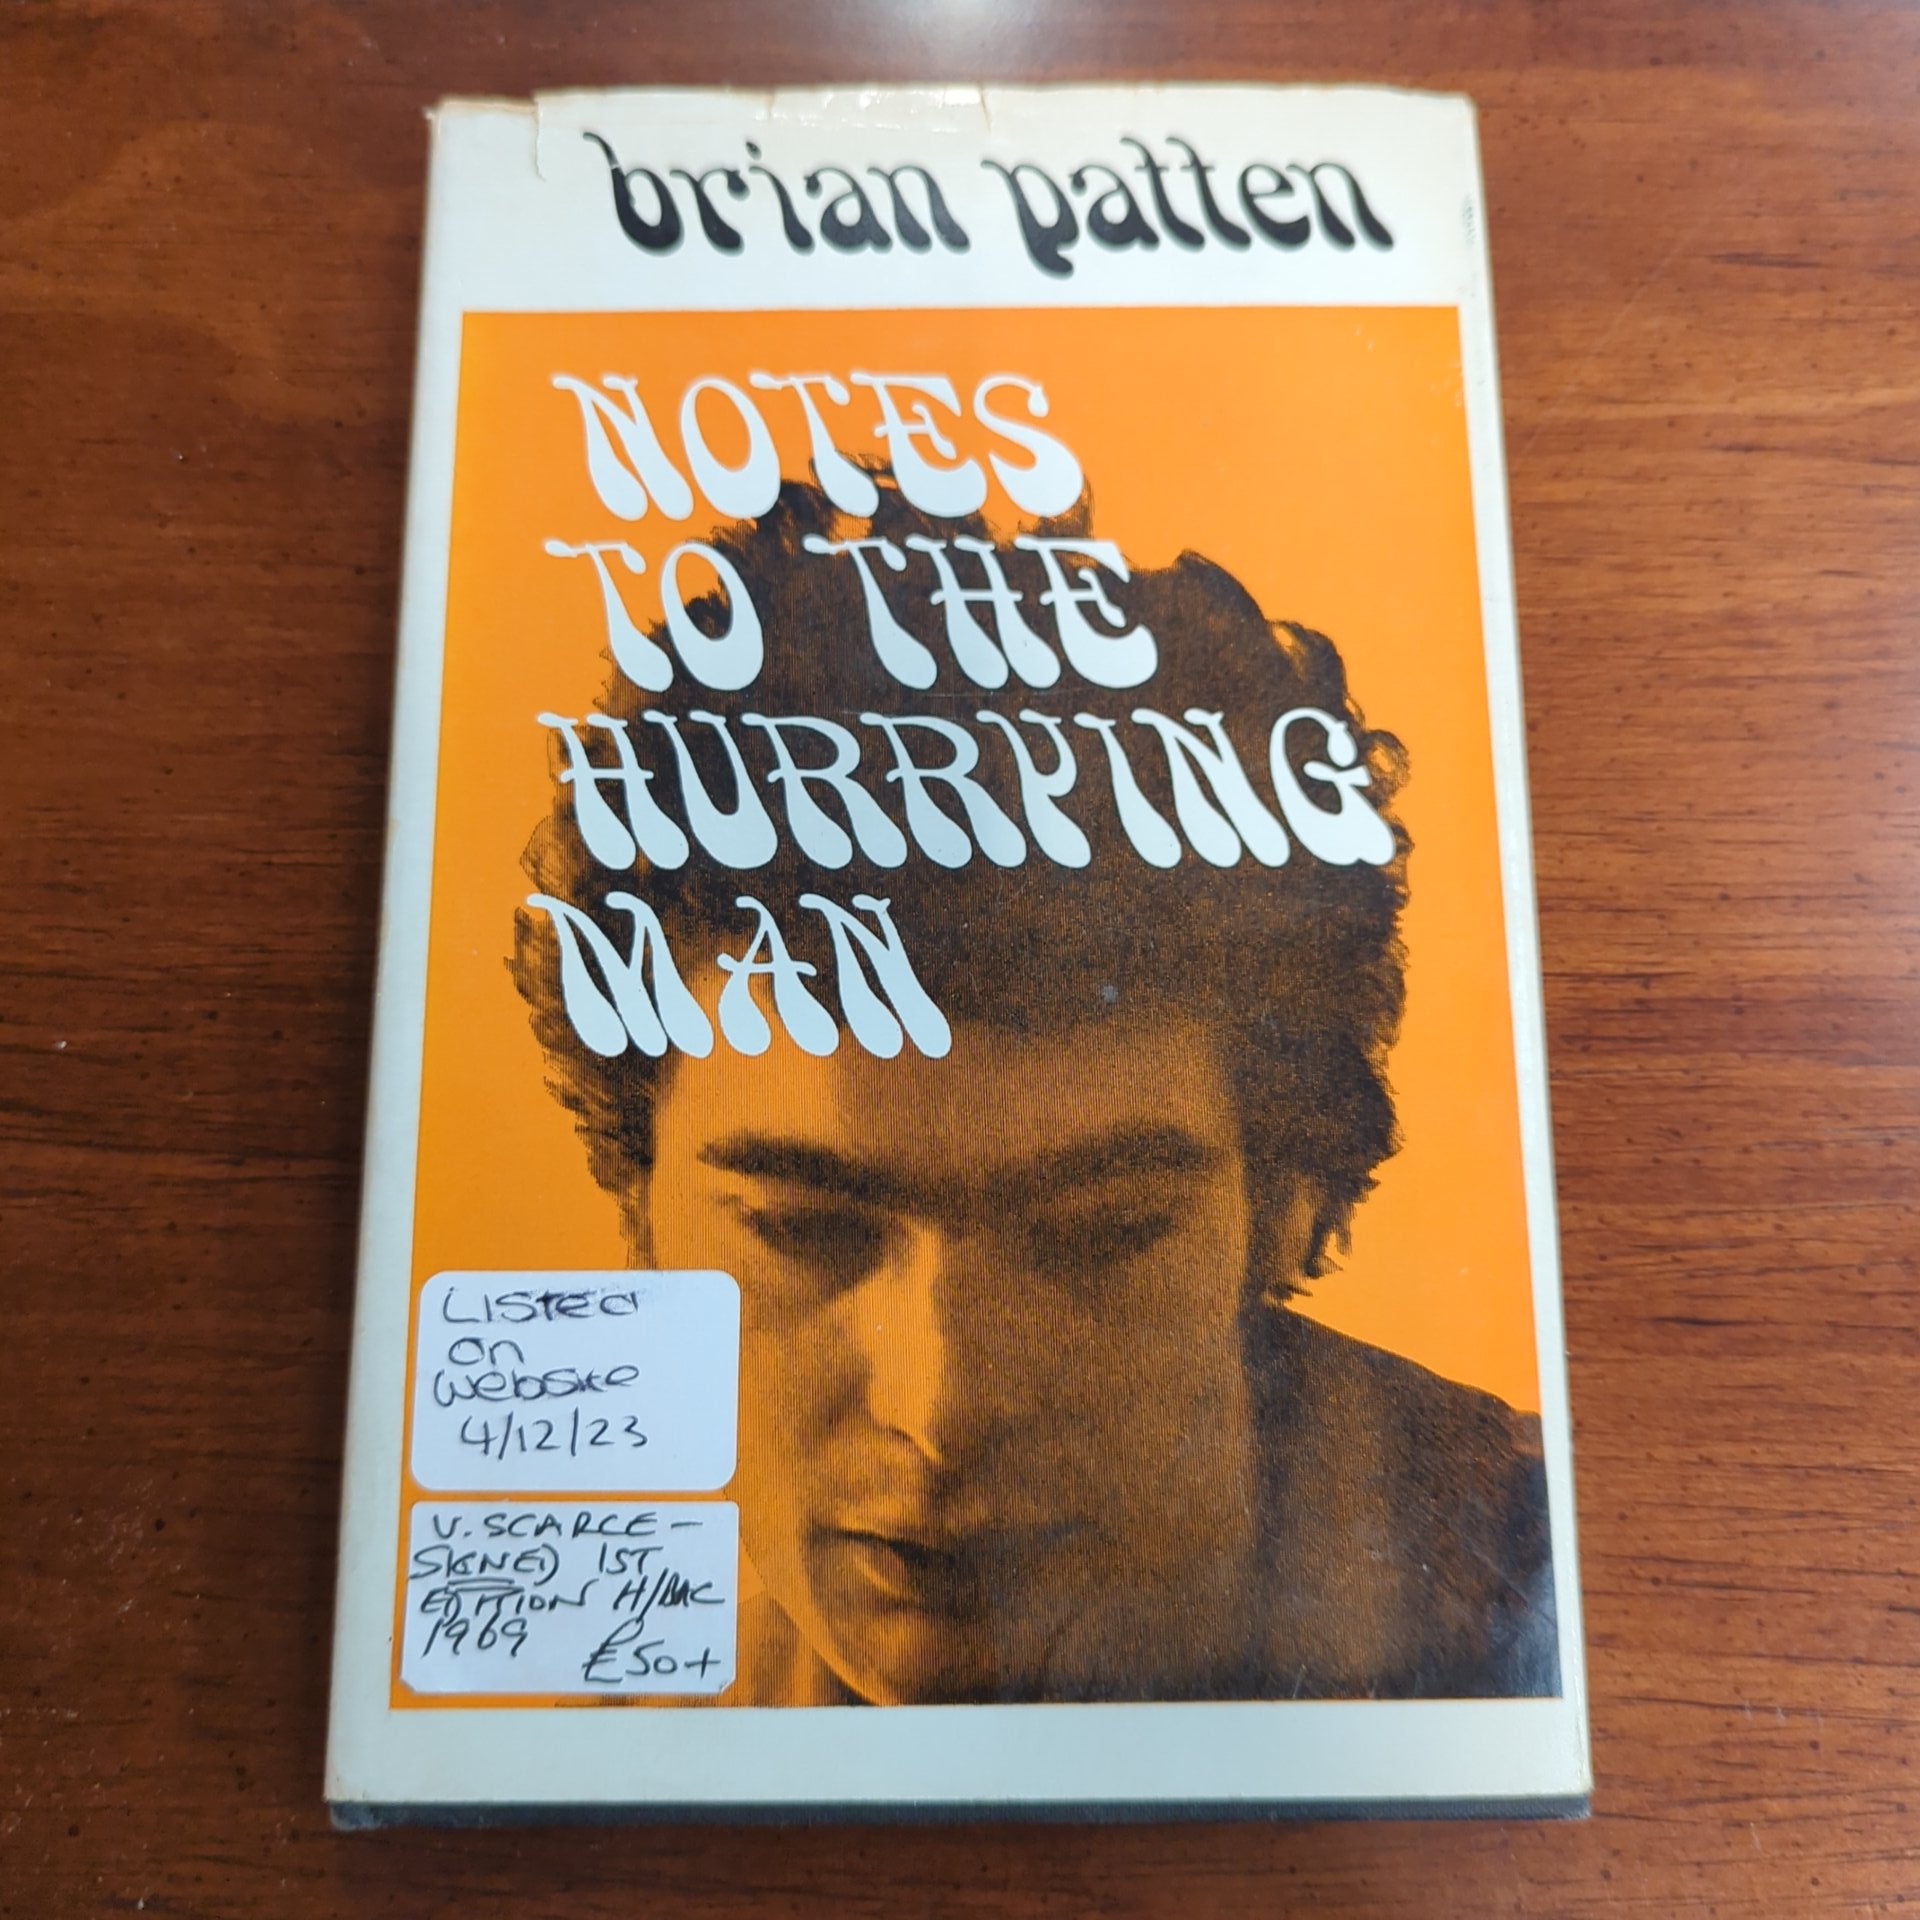 brian patten
NOTES
TO THE
HURRYING
MAN
Listed
on
website
4/12/23
V. SCARCE -
SIGNED 1ST
EDITION H/BAC
1969
£50+